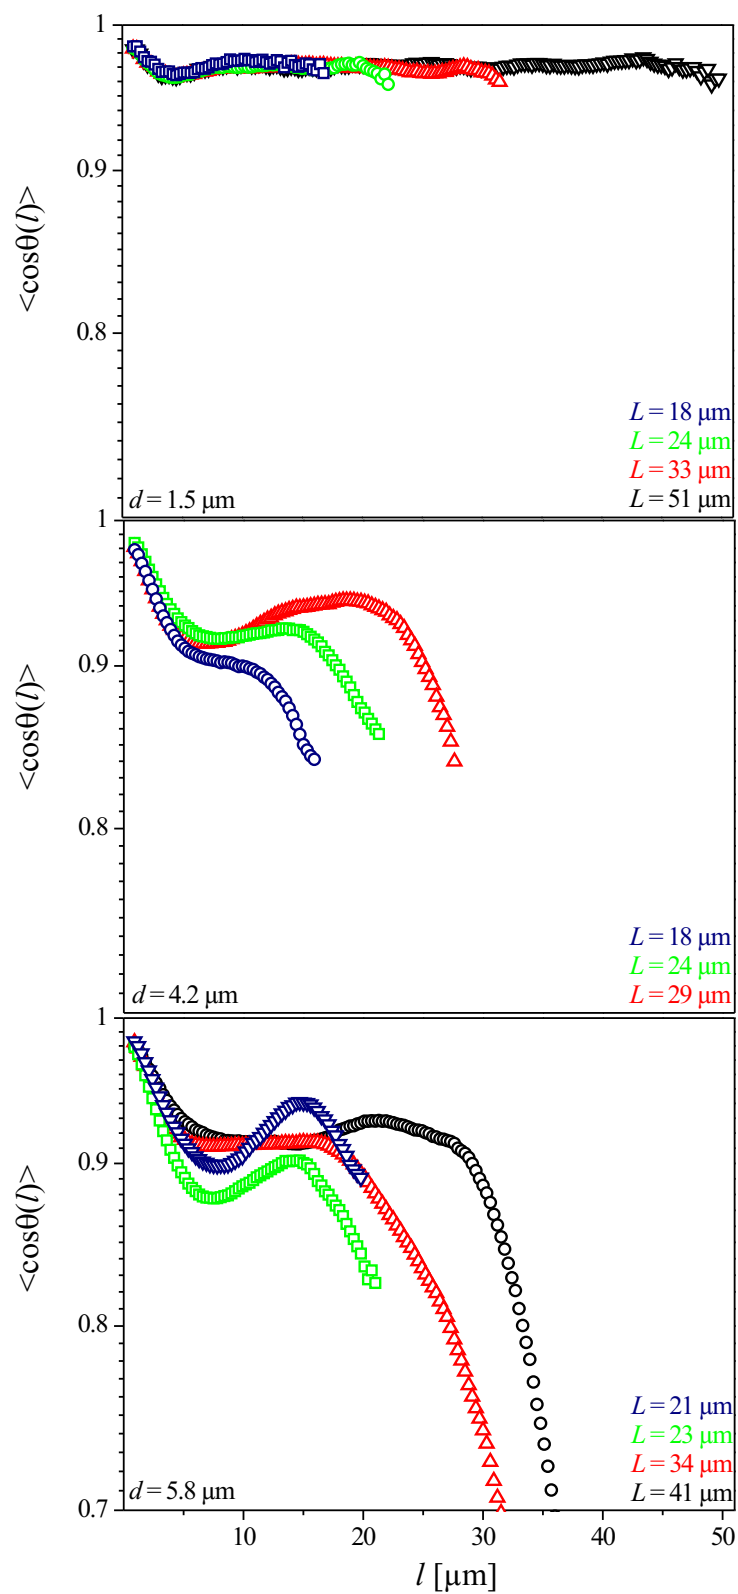 1
0.9
0.8
<cosθ(l)>
L = 18 μm
L = 24 μm
L = 33 μm
L = 51 μm
d = 1.5 μm
1
0.9
0.8
<cosθ(l)>
L = 18 μm
L = 24 μm
L = 29 μm
d = 4.2 μm
1
0.9
0.8
0.7
<cosθ(l)>
L = 21 μm
L = 23 μm
L = 34 μm
L = 41 μm
d = 5.8 μm
10 20 30 40 50
l [μm]